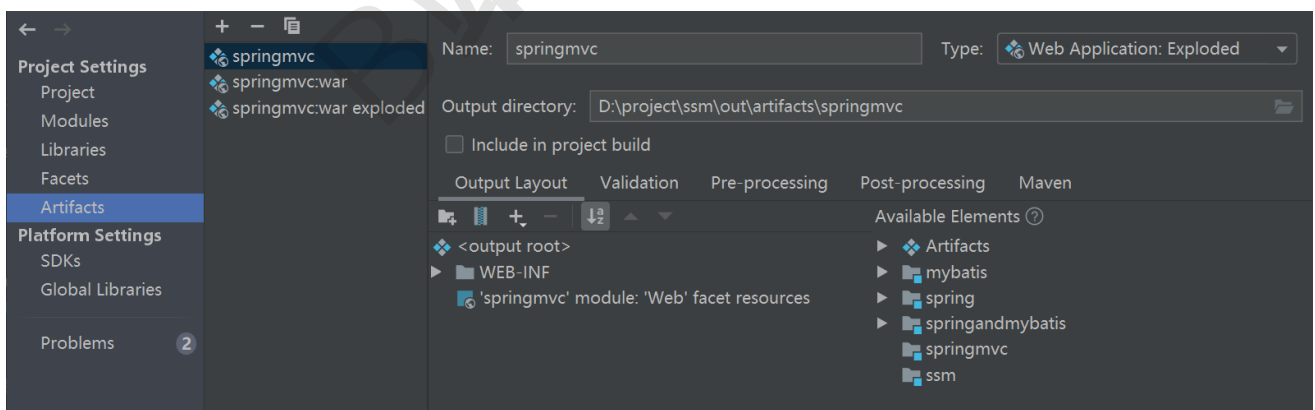 Project Settings
Project
Modules
Libraries
Facets
Artifacts
Platform Settings
SDKs
Global Libraries
Problems 2
springmvc
springmvc:war
springmvc:war exploded
Name: springmvc Type: Web Application: Exploded
Output directory: D:\project\ssm\out\artifacts\springmvc
Include in project build
Output Layout Validation Pre-processing Post-processing Maven
<output root>
WEB-INF
'springmvc' module: 'Web' facet resources
Available Elements ?
Artifacts
mybatis
spring
springandmybatis
springmvc
ssm